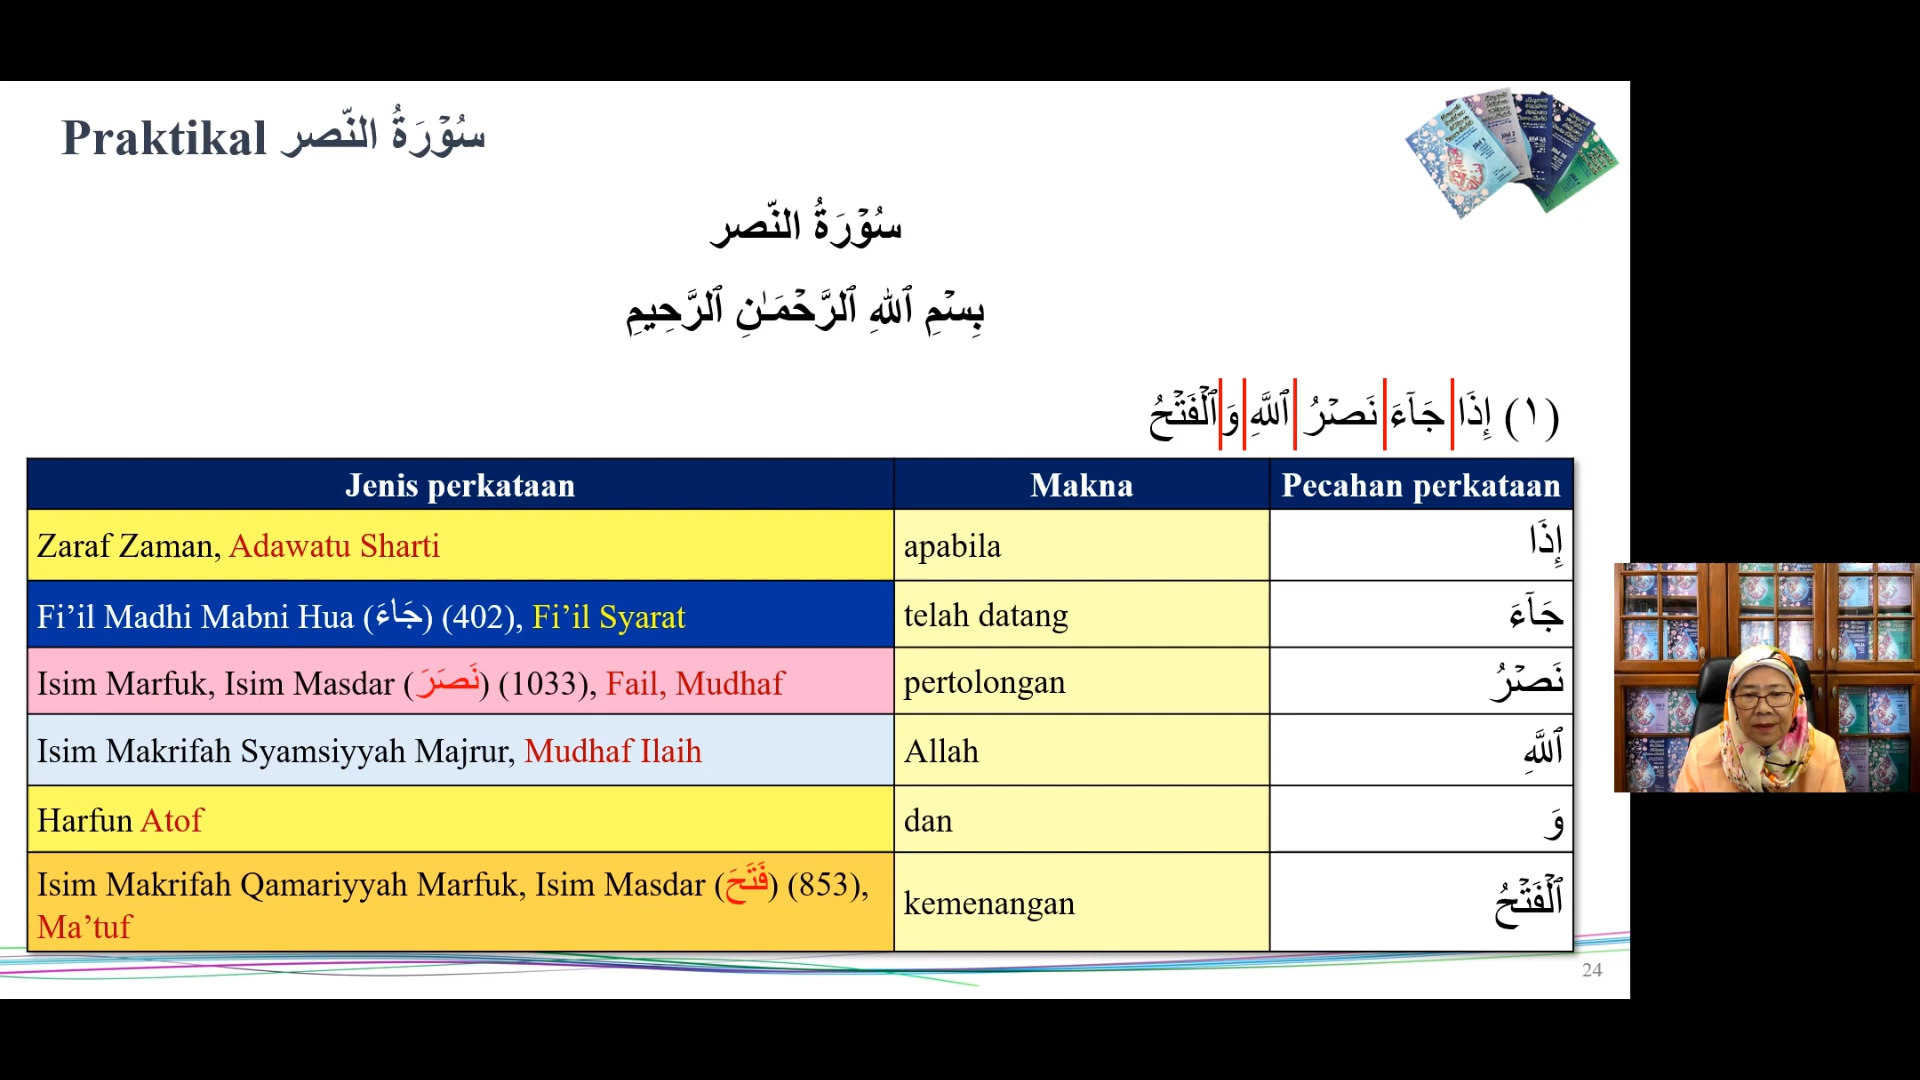 Praktikal سُوْرَةُ النّصر
سُوْرَةُ النّصر
بِسْمِ ٱللهِ ٱلرَّحْمَـٰنِ ٱلرَّحِيمِ
(١) إِذَا جَآءَ نَصْرُ ٱللَّهِ وَٱلْفَتْحُ
Jenis perkataan Makna Pecahan perkataan
Zaraf Zaman, Adawatu Sharti apabila إِذَا
Fi’il Madhi Mabni Hua (جَاءَ) (402), Fi’il Syarat telah datang جَآءَ
Isim Marfuk, Isim Masdar (نَصَرَ) (1033), Fail, Mudhaf pertolongan نَصْرُ
Isim Makrifah Syamsiyyah Majrur, Mudhaf Ilaih Allah ٱللَّهِ
Harfun Atof dan وَ
Isim Makrifah Qamariyyah Marfuk, Isim Masdar (فَتَحَ) (853),
Ma’tuf kemenangan ٱلْفَتْحُ
24